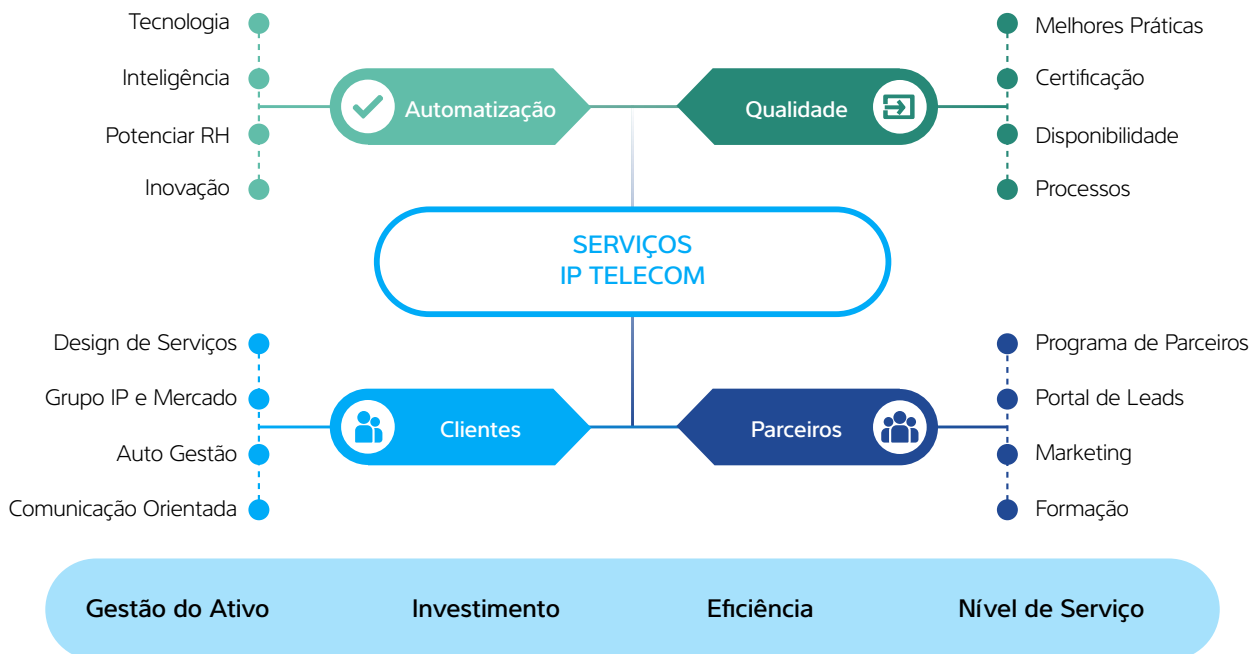 Tecnologia
Inteligência
Potenciar RH
Inovação
Automatização
Qualidade
Melhores Práticas
Certificação
Disponibilidade
Processos
SERVIÇOS
IP TELECOM
Design de Serviços
Grupo IP e Mercado
Auto Gestão
Comunicação Orientada
Clientes
Parceiros
Programa de Parceiros
Portal de Leads
Marketing
Formação
Gestão do Ativo
Investimento
Eficiência
Nível de Serviço